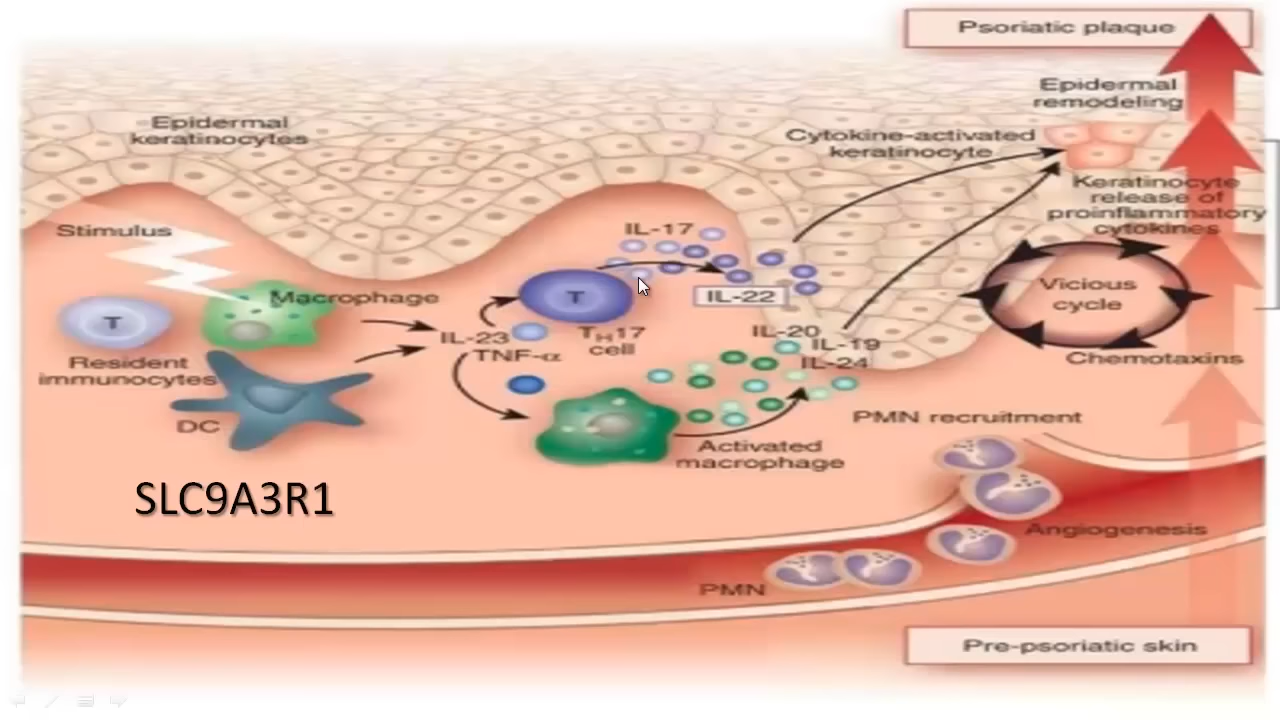 Psoriatic plaque
Epidermal
remodeling
Epidermal
keratinocytes
Cytokine-activated
keratinocyte
Keratinocyte
release of
proinflammatory
cytokines
Stimulus
IL-17
Macrophage
T
T
IL-22
Vicious
cycle
IL-23
TNF-α
TH17
cell
IL-20
IL-19
IL-24
Resident
immunocytes
Chemotaxins
DC
PMN recruitment
Activated
macrophage
SLC9A3R1
Angiogenesis
PMN
Pre-psoriatic skin